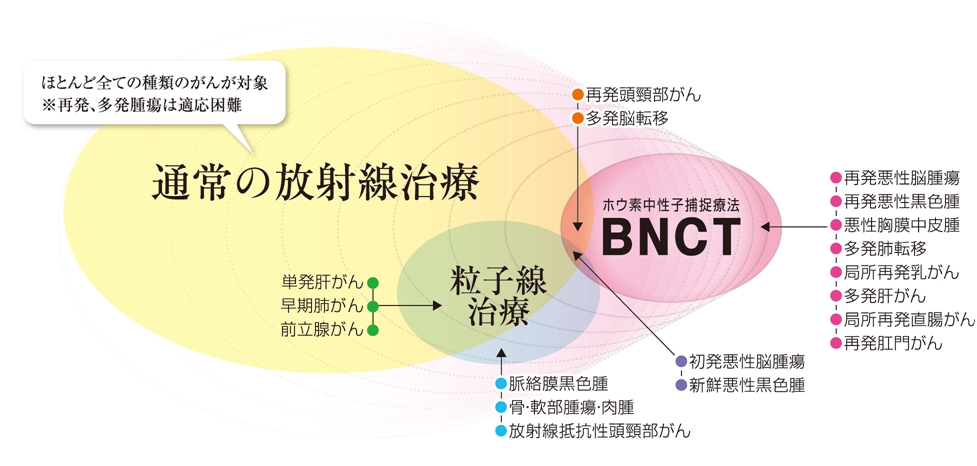 ほとんど全ての種類のがんが対象
※再発、多発腫瘍は適応困難
通常の放射線治療
再発頭頸部がん
多発脳転移
ホウ素中性子捕捉療法
BNCT
再発悪性脳腫瘍
再発悪性黒色腫
悪性胸膜中皮腫
多発肺転移
局所再発乳がん
多発肝がん
局所再発直腸がん
再発肛門がん
粒子線
治療
単発肝がん
早期肺がん
前立腺がん
初発悪性脳腫瘍
新鮮悪性黒色腫
脈絡膜黒色腫
骨・軟部腫瘍・肉腫
放射線抵抗性頭頸部がん